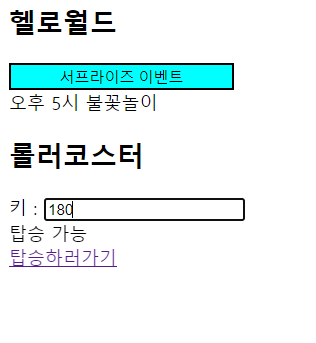 헬로월드
서프라이즈 이벤트
오후 5시 불꽃놀이
롤러코스터
키 : 180
탑승 가능
탑승하러가기